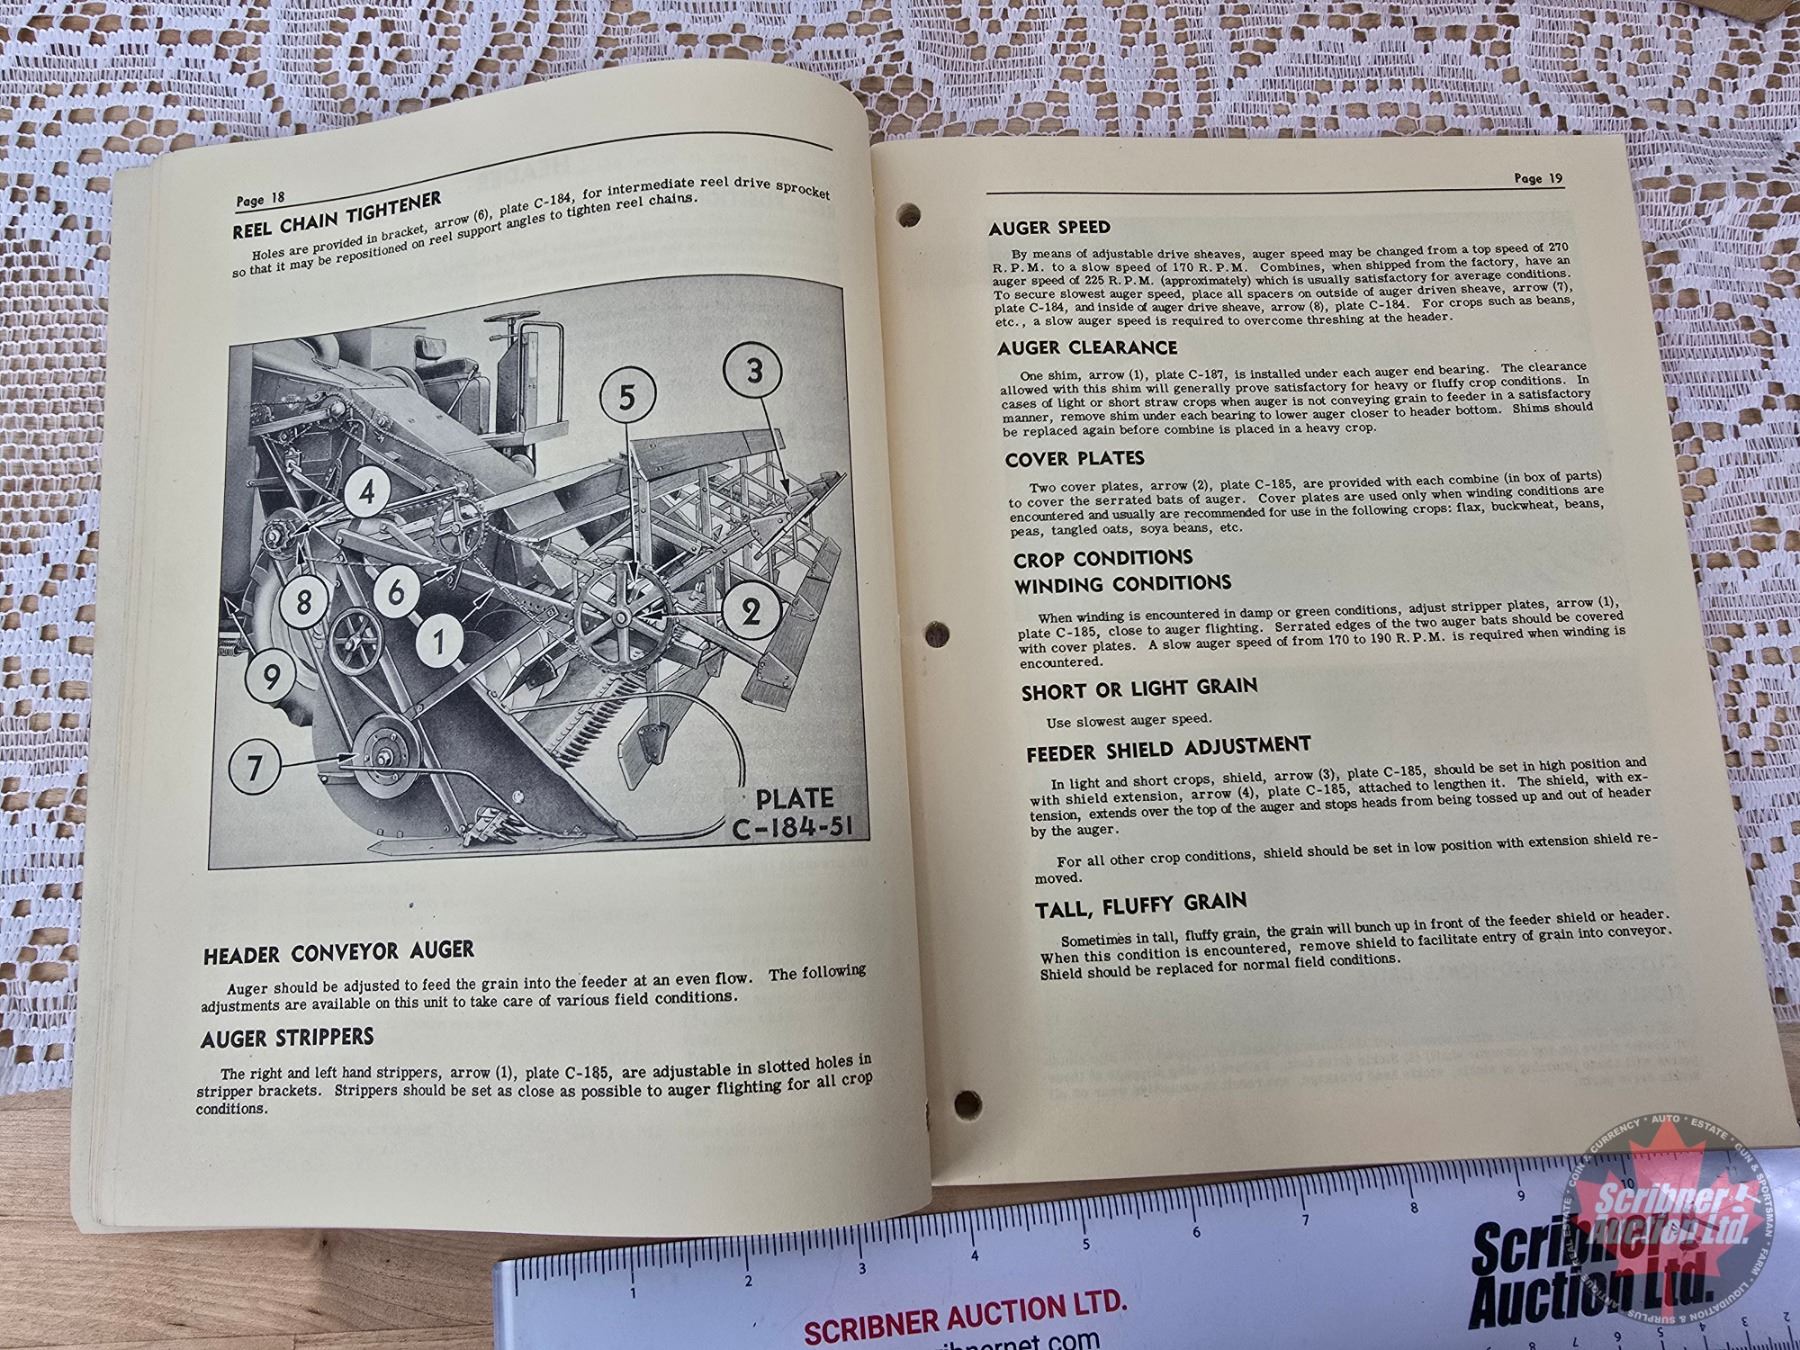 Page 18
REEL CHAIN TIGHTENER
Holes are provided in bracket, arrow (6), plate C-184, for intermediate reel drive sprocket
so that it may be repositioned on reel support angles to tighten reel chains.
5
3
4
8
6
1
2
9
7
PLATE
C-184-51
HEADER CONVEYOR AUGER
Auger should be adjusted to feed the grain into the feeder at an even flow. The following
adjustments are available on this unit to take care of various field conditions.
AUGER STRIPPERS
The right and left hand strippers, arrow (1), plate C-185, are adjustable in slotted holes in
stripper brackets. Strippers should be set as close as possible to auger flighting for all crop
conditions.
Page 19
AUGER SPEED
By means of adjustable drive sheaves, auger speed may be changed from a top speed of 270
R.P.M. to a slow speed of 170 R.P.M. Combines, when shipped from the factory, have an
auger speed of 225 R.P.M. (approximately) which is usually satisfactory for average conditions.
To secure slowest auger speed, place all spacers on outside of auger driven sheave, arrow (7),
plate C-184, and inside of auger drive sheave, arrow (8), plate C-184. For crops such as beans,
etc., a slow auger speed is required to overcome threshing at the header.
AUGER CLEARANCE
One shim, arrow (1), plate C-187, is installed under each auger end bearing. The clearance
allowed with this shim will generally prove satisfactory for heavy or fluffy crop conditions. In
cases of light or short straw crops when auger is not conveying grain to feeder in a satisfactory
manner, remove shim under each bearing to lower auger closer to header bottom. Shims should
be replaced again before combine is placed in a heavy crop.
COVER PLATES
Two cover plates, arrow (2), plate C-185, are provided with each combine (in box of parts)
to cover the serrated bats of auger. Cover plates are used only when winding conditions are
encountered and usually are recommended for use in the following crops: flax, buckwheat, beans,
peas, tangled oats, soya beans, etc.
CROP CONDITIONS
WINDING CONDITIONS
When winding is encountered in damp or green conditions, adjust stripper plates, arrow (1),
plate C-185, close to auger flighting. Serrated edges of the two auger bats should be covered
with cover plates. A slow auger speed of from 170 to 190 R.P.M. is required when winding is
encountered.
SHORT OR LIGHT GRAIN
Use slowest auger speed.
FEEDER SHIELD ADJUSTMENT
In light and short crops, shield, arrow (3), plate C-185, should be set in high position and
with shield extension, arrow (4), plate C-185, attached to lengthen it. The shield, with ex-
tension, extends over the top of the auger and stops heads from being tossed up and out of header
by the auger.
For all other crop conditions, shield should be set in low position with extension shield re-
moved.
TALL, FLUFFY GRAIN
Sometimes in tall, fluffy grain, the grain will bunch up in front of the feeder shield or header.
When this condition is encountered, remove shield to facilitate entry of grain into conveyor.
Shield should be replaced for normal field conditions.
1 2 3 4 5 6 7 8 9 10
SCRIBNER AUCTION LTD.
Scribner
Auction Ltd.
Scribner
Auction Ltd.
COIN & CURRENCY • AUTO • ESTATE • GUN & SPORTSMAN • FARM